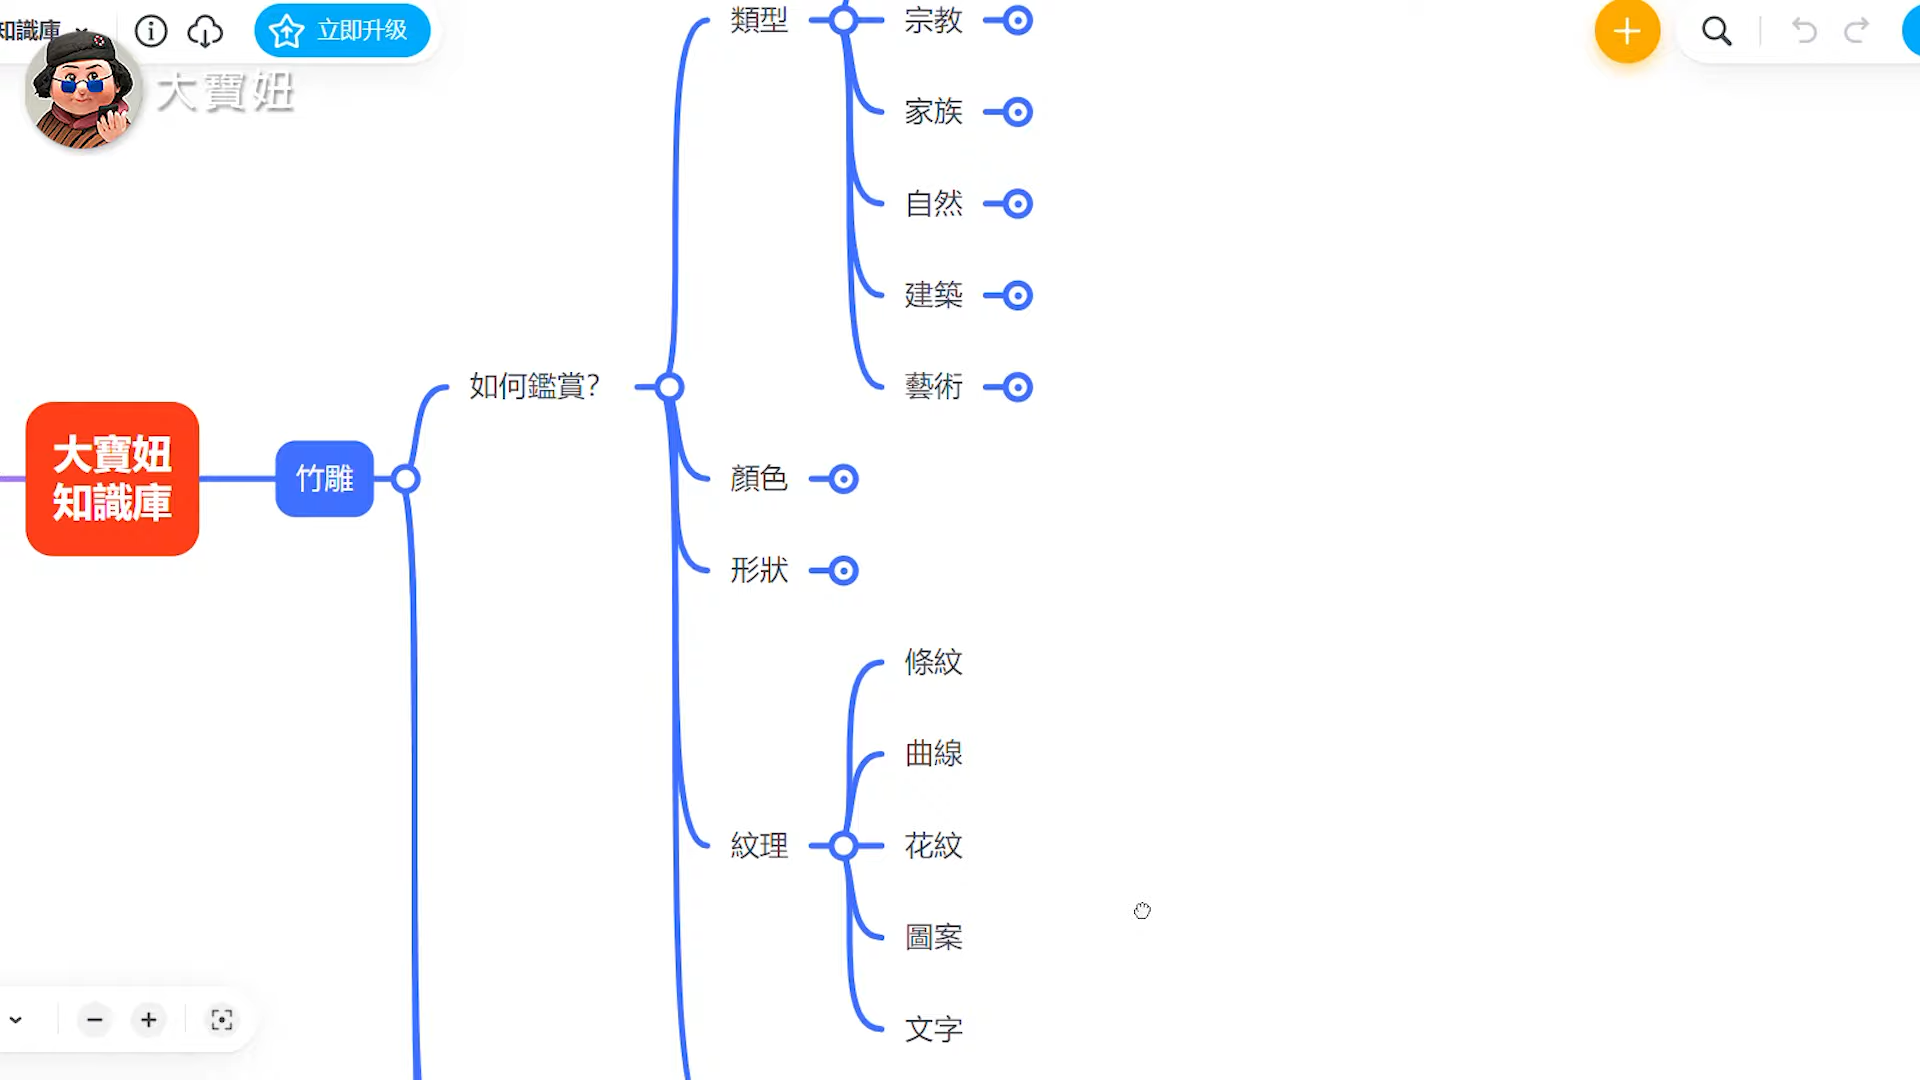 知識庫
立即升级
大寶妞
大寶妞
知識庫
竹雕
如何鑑賞?
類型
宗教
家族
自然
建築
藝術
顏色
形狀
紋理
條紋
曲線
花紋
圖案
文字